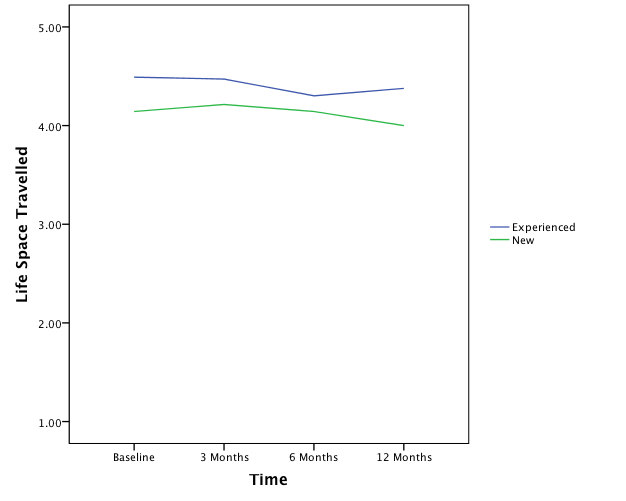 5.00
4.00
3.00
2.00
1.00
Life Space Travelled
Baseline
3 Months
6 Months
12 Months
Time
Experienced
New